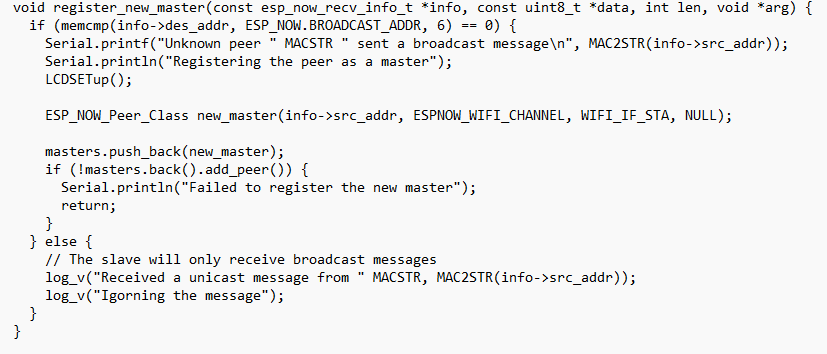 void register_new_master(const esp_now_recv_info_t *info, const uint8_t *data, int len, void *arg) {
  if (memcmp(info->des_addr, ESP_NOW.BROADCAST_ADDR, 6) == 0) {
    Serial.printf("Unknown peer " MACSTR " sent a broadcast message\n", MAC2STR(info->src_addr));
    Serial.println("Registering the peer as a master");
    LCDSETup();

    ESP_NOW_Peer_Class new_master(info->src_addr, ESPNOW_WIFI_CHANNEL, WIFI_IF_STA, NULL);

    masters.push_back(new_master);
    if (!masters.back().add_peer()) {
      Serial.println("Failed to register the new master");
      return;
    }
  } else {
    // The slave will only receive broadcast messages
    log_v("Received a unicast message from " MACSTR, MAC2STR(info->src_addr));
    log_v("Igorning the message");
  }
}